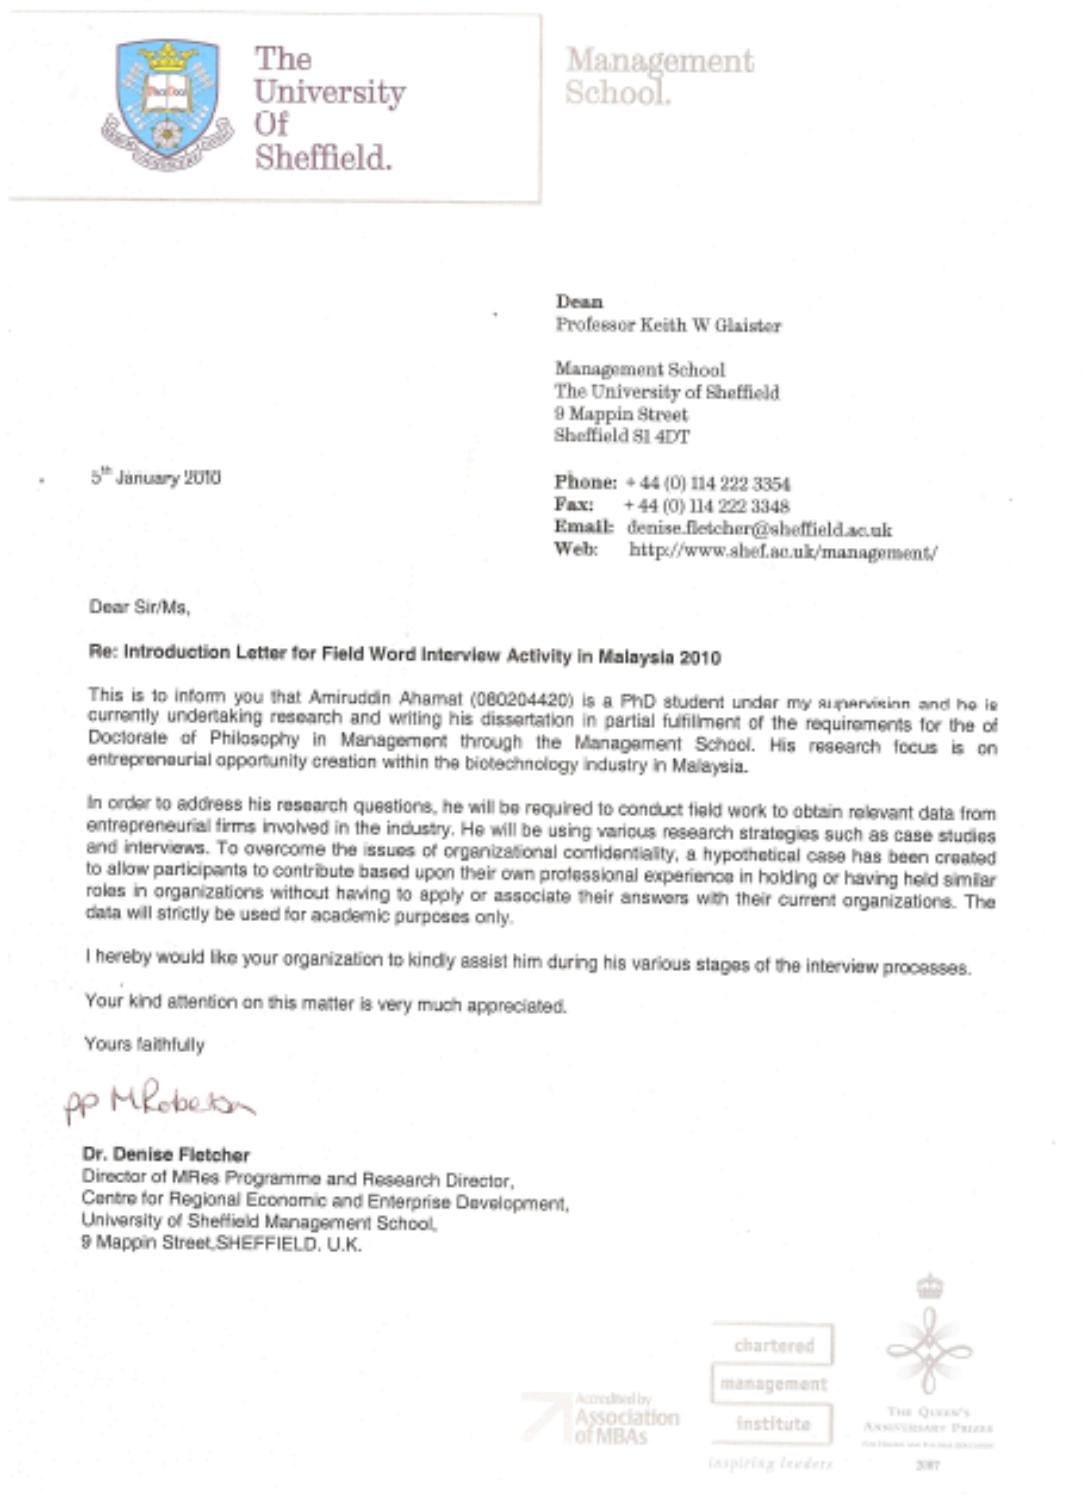 The
University
Of
Sheffield.
Management
School.
Dean
Professor Keith W Glaister
Management School
The University of Sheffield
9 Mappin Street
Sheffield S1 4DT
5th January 2010
Phone: + 44 (0) 114 222 3354
Fax: + 44 (0) 114 222 3348
Email: denise.fletcher@sheffield.ac.uk
Web: http://www.shef.ac.uk/management/
Dear Sir/Ms,
Re: Introduction Letter for Field Word Interview Activity in Malaysia 2010
This is to inform you that Amiruddin Ahamat (080204420) is a PhD student under my supervision and he is
currently undertaking research and writing his dissertation in partial fulfillment of the requirements for the of
Doctorate of Philosophy in Management through the Management School. His research focus is on
entrepreneurial opportunity creation within the biotechnology industry in Malaysia.
In order to address his research questions, he will be required to conduct field work to obtain relevant data from
entrepreneurial firms involved in the industry. He will be using various research strategies such as case studies
and interviews. To overcome the issues of organizational confidentiality, a hypothetical case has been created
to allow participants to contribute based upon their own professional experience in holding or having held similar
roles in organizations without having to apply or associate their answers with their current organizations. The
data will strictly be used for academic purposes only.
I hereby would like your organization to kindly assist him during his various stages of the interview processes.
Your kind attention on this matter is very much appreciated.
Yours faithfully
pp MRoberton
Dr. Denise Fletcher
Director of MRes Programme and Research Director,
Centre for Regional Economic and Enterprise Development,
University of Sheffield Management School,
9 Mappin Street,SHEFFIELD. U.K.
Accredited by
Association
of MBAs
chartered
management
institute
inspiring leaders
THE QUEEN'S
ANNIVERSARY PRIZES
2007